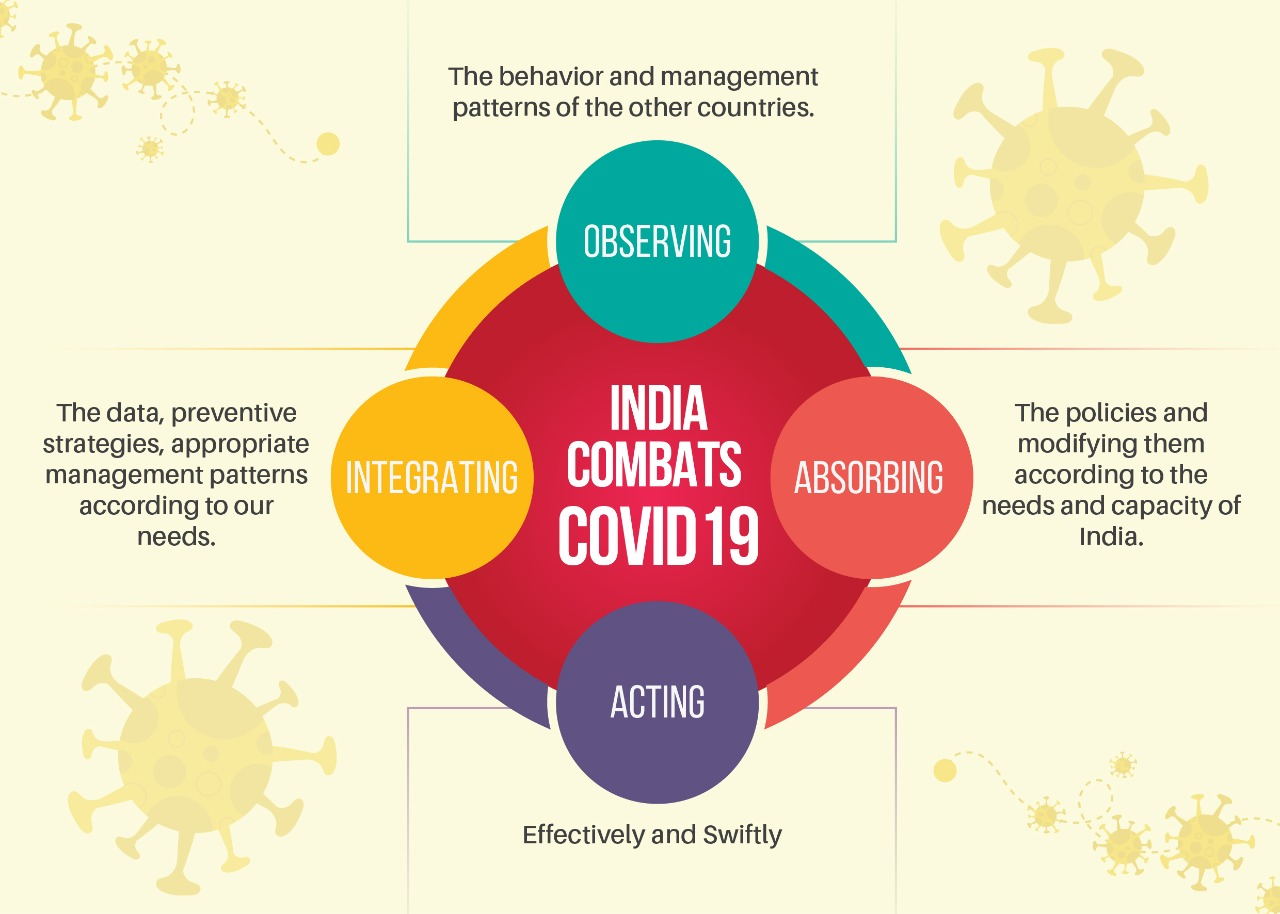 The behavior and management
patterns of the other countries.
OBSERVING
The data, preventive
strategies, appropriate
management patterns
according to our
needs.
INTEGRATING
INDIA
COMBATS
COVID 19
ABSORBING
The policies and
modifying them
according to the
needs and capacity of
India.
ACTING
Effectively and Swiftly